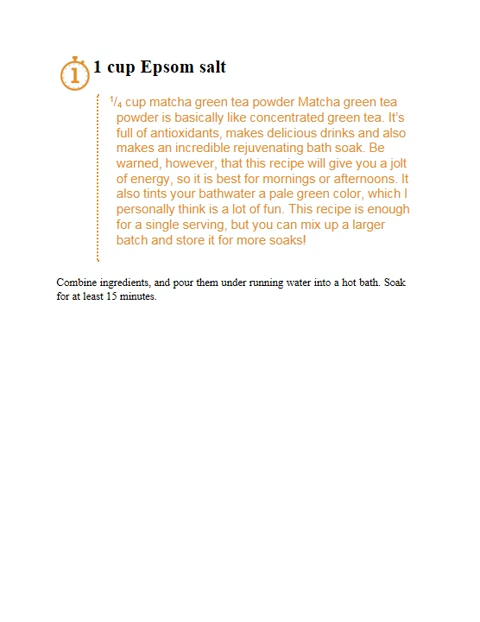 1
1 cup Epsom salt
1/4 cup matcha green tea powder Matcha green tea
powder is basically like concentrated green tea. It’s
full of antioxidants, makes delicious drinks and also
makes an incredible rejuvenating bath soak. Be
warned, however, that this recipe will give you a jolt
of energy, so it is best for mornings or afternoons. It
also tints your bathwater a pale green color, which I
personally think is a lot of fun. This recipe is enough
for a single serving, but you can mix up a larger
batch and store it for more soaks!
Combine ingredients, and pour them under running water into a hot bath. Soak
for at least 15 minutes.